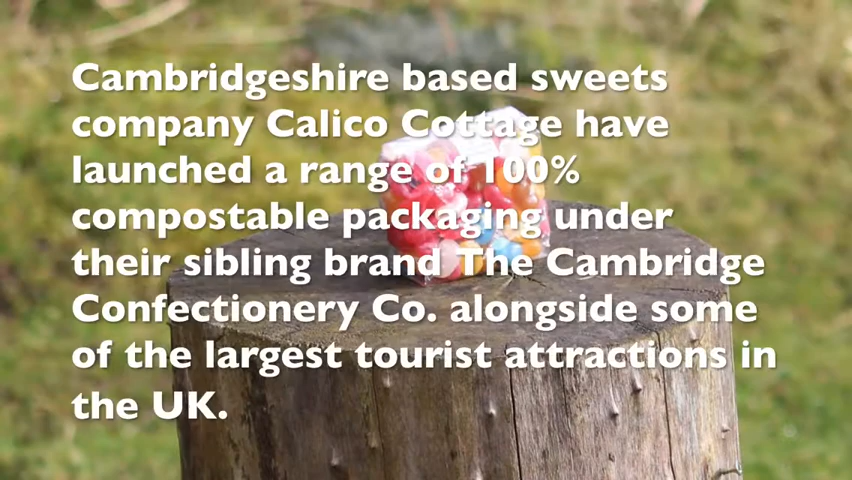 Cambridgeshire based sweets
company Calico Cottage have
launched a range of 100%
compostable packaging under
their sibling brand The Cambridge
Confectionery Co. alongside some
of the largest tourist attractions in
the UK.